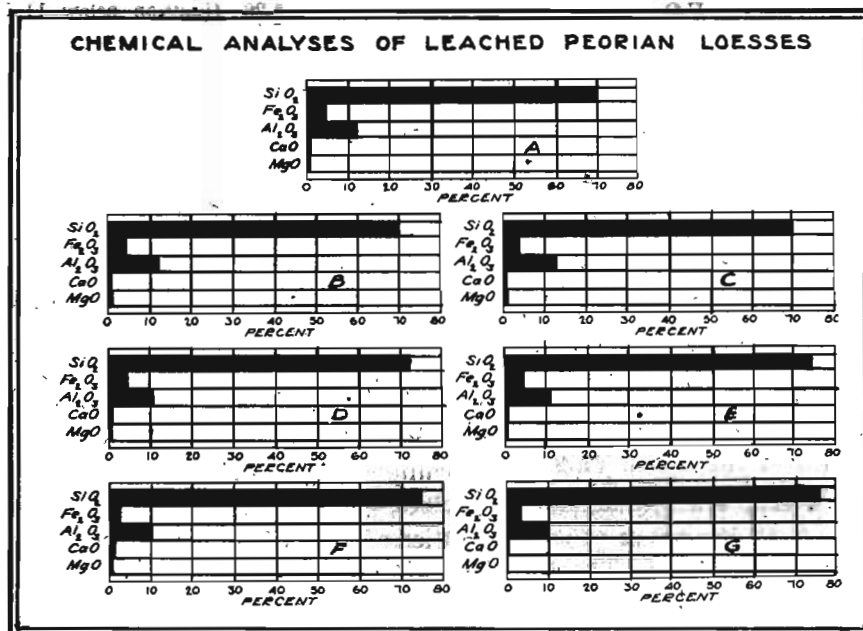 CHEMICAL ANALYSES OF LEACHED PEORIAN LOESSES
SiO₂
Fe₂O₃
Al₂O₃
CaO
MgO
A
0 10 20 30 40 50 60 70 80
PERCENT
SiO₂
Fe₂O₃
Al₂O₃
CaO
MgO
B
0 10 20 30 40 50 60 70 80
PERCENT
SiO₂
Fe₂O₃
Al₂O₃
CaO
MgO
C
0 10 20 30 40 50 60 70 80
PERCENT
SiO₂
Fe₂O₃
Al₂O₃
CaO
MgO
D
0 10 20 30 40 50 60 70 80
PERCENT
SiO₂
Fe₂O₃
Al₂O₃
CaO
MgO
E
0 10 20 30 40 50 60 70 80
PERCENT
SiO₂
Fe₂O₃
Al₂O₃
CaO
MgO
F
0 10 20 30 40 50 60 70 80
PERCENT
SiO₂
Fe₂O₃
Al₂O₃
CaO
MgO
G
0 10 20 30 40 50 60 70 80
PERCENT